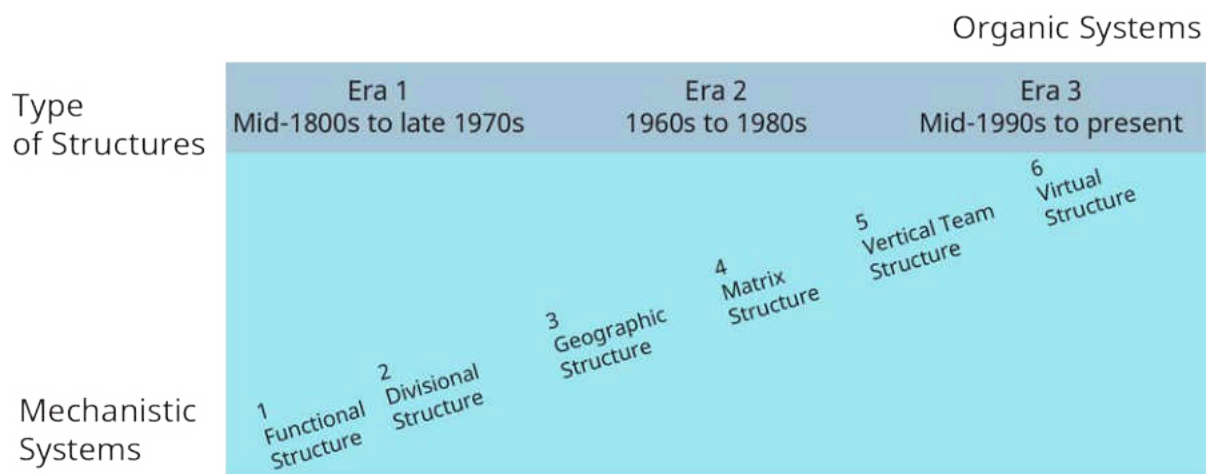 Organic Systems
Type
of Structures
Era 1
Mid-1800s to late 1970s
Era 2
1960s to 1980s
Era 3
Mid-1990s to present
6
Virtual
Structure
5
Vertical Team
Structure
4
Matrix
Structure
3
Geographic
Structure
2
Divisional
Structure
1
Functional
Structure
Mechanistic
Systems